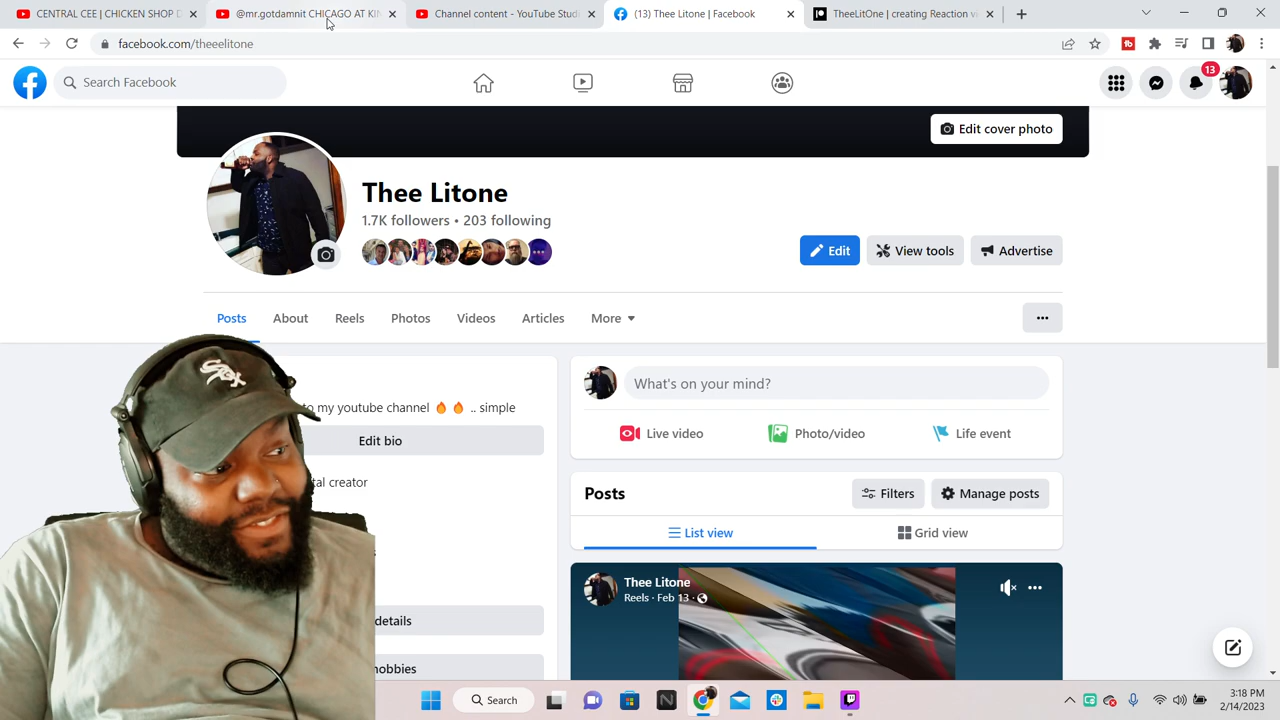 CENTRAL CEE | CHICKEN SHOP D
@mr.gotdamnit CHICAGO AT KIN
Channel content - YouTube Studi
(13) Thee Litone | Facebook
TheeLitOne | creating Reaction v
facebook.com/theeelitone
Search Facebook
13
Edit cover photo
Thee Litone
1.7K followers • 203 following
Edit
View tools
Advertise
Posts
About
Reels
Photos
Videos
Articles
More
What's on your mind?
to my youtube channel 🔥 🔥 .. simple
Live video
Photo/video
Life event
Edit bio
tal creator
Posts
Filters
Manage posts
List view
Grid view
Thee Litone
Reels · Feb 13 ·
details
hobbies
Sox
Search
3:18 PM
2/14/2023